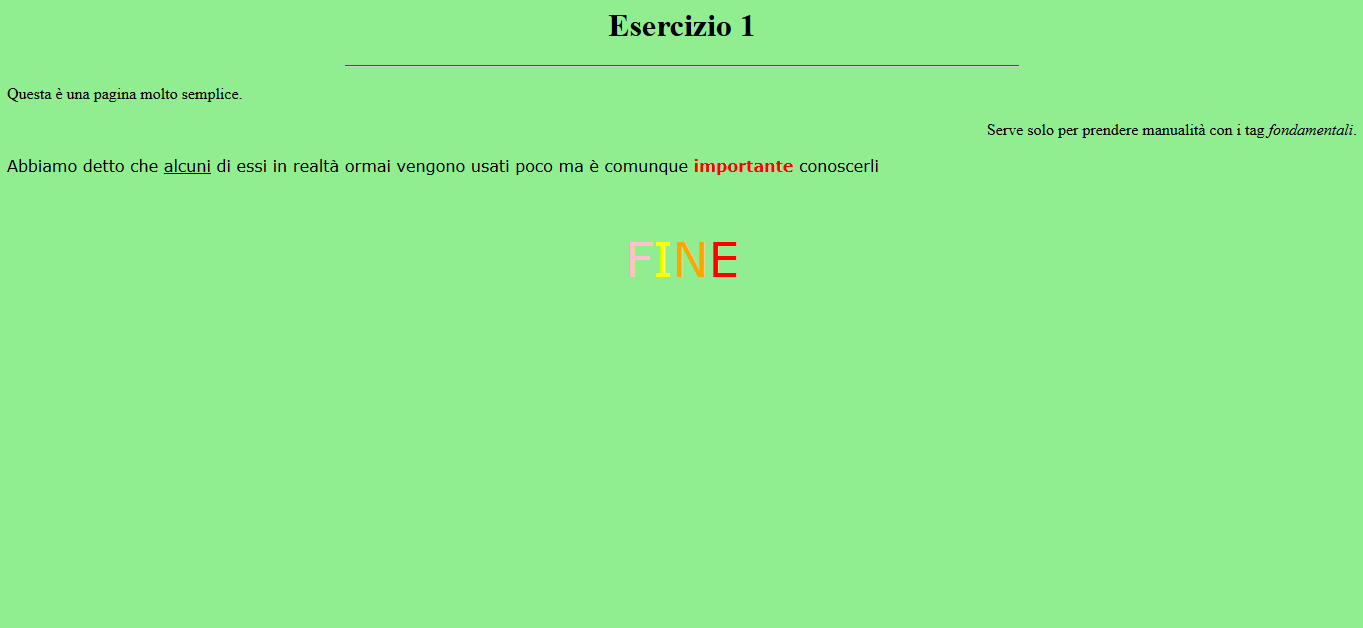 Esercizio 1
Questa è una pagina molto semplice.
Serve solo per prendere manualità con i tag fondamentali.
Abbiamo detto che alcuni di essi in realtà ormai vengono usati poco ma è comunque importante conoscerli
FINE